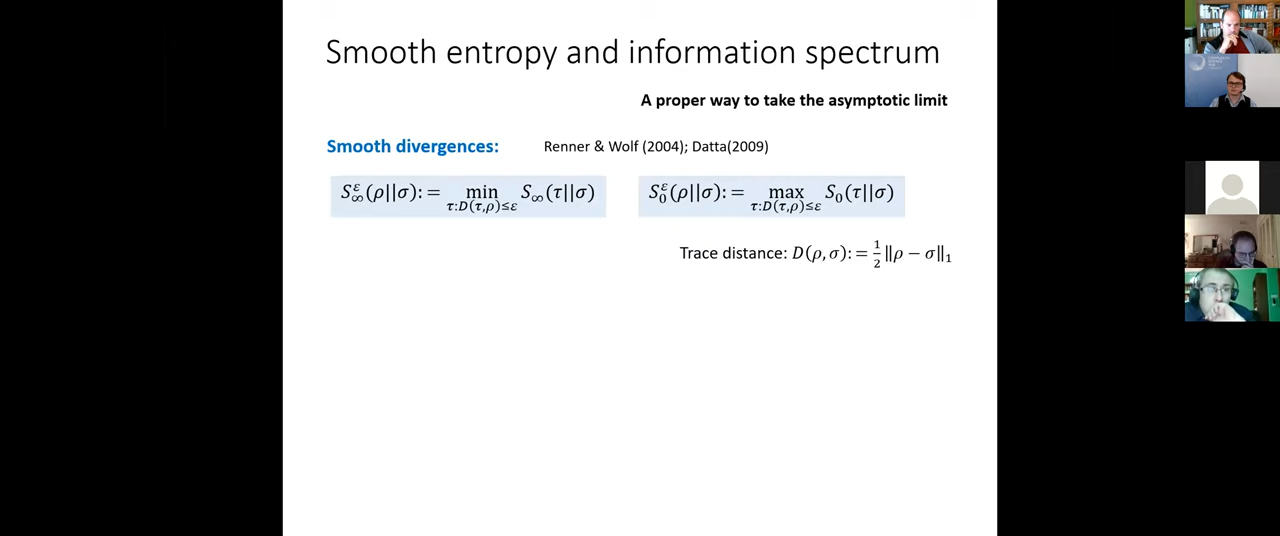 Smooth entropy and information spectrum
A proper way to take the asymptotic limit
Smooth divergences: Renner & Wolf (2004); Datta(2009)
S^ε_∞(ρ||σ): = min_{τ:D(τ,ρ)≤ε} S_∞(τ||σ)
S^ε_0(ρ||σ): = max_{τ:D(τ,ρ)≤ε} S_0(τ||σ)
Trace distance: D(ρ, σ): = 1/2 ‖ρ − σ‖_1